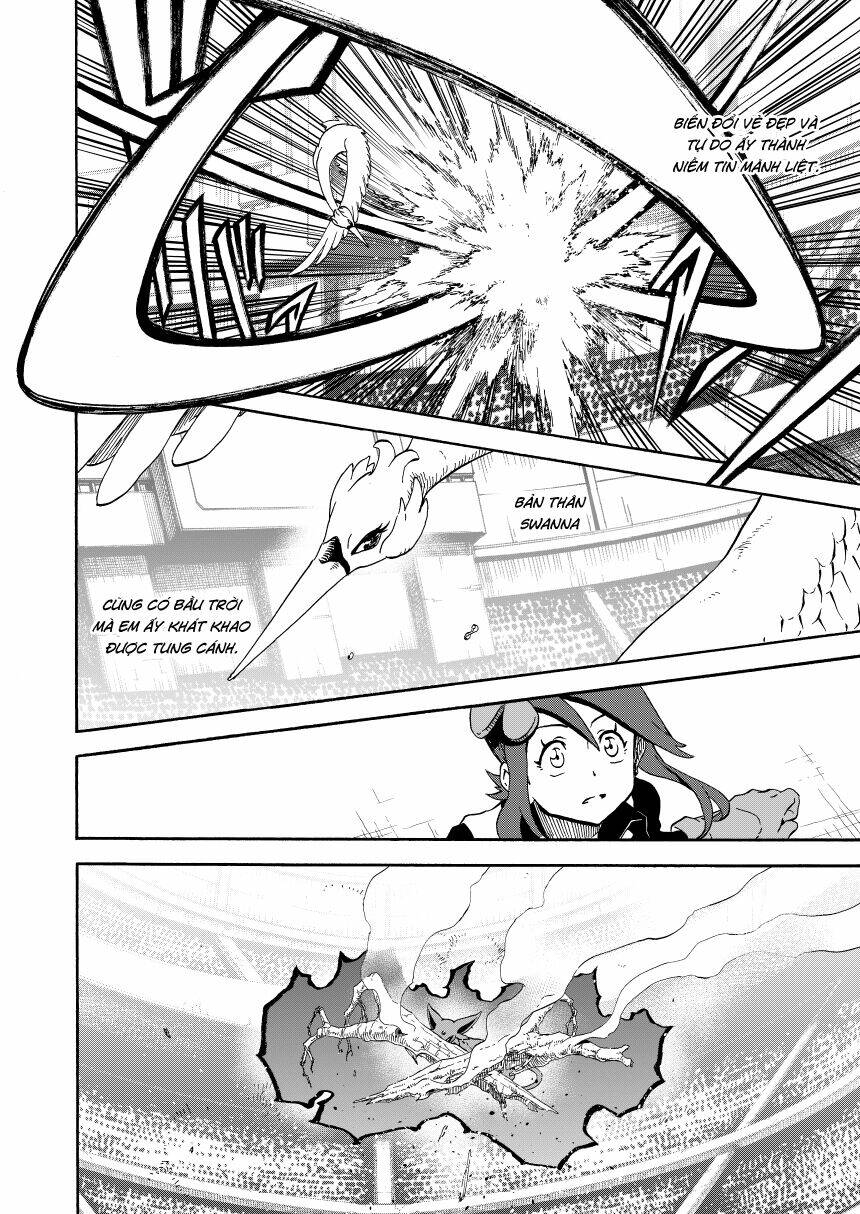 BIẾN ĐỔI VẺ ĐẸP VÀ
TỰ DO ẤY THÀNH
NIỀM TIN MÃNH LIỆT.
BẢN THÂN
SWANNA
CŨNG CÓ BẦU TRỜI
MÀ EM ẤY KHÁT KHAO
ĐƯỢC TUNG CÁNH.